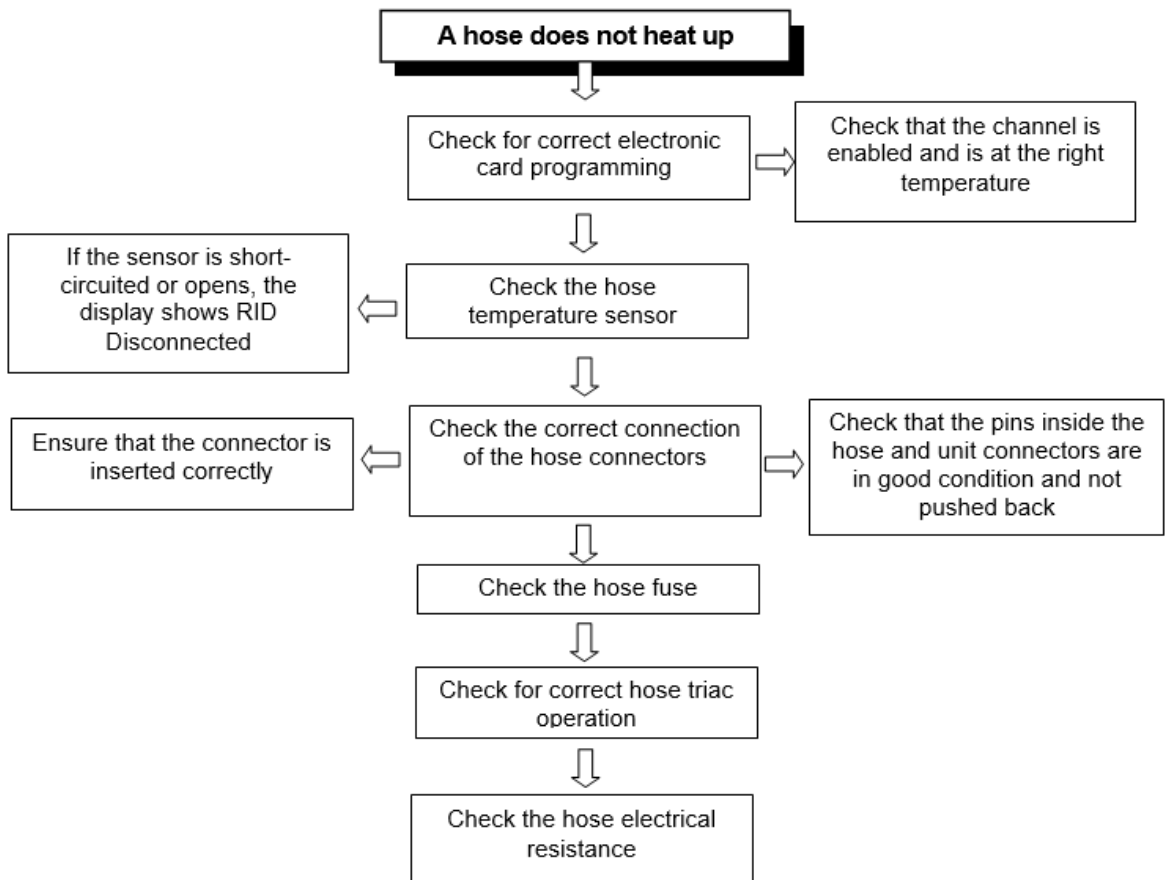 A hose does not heat up
Check for correct electronic
card programming
Check that the channel is
enabled and is at the right
temperature
If the sensor is short-
circuited or opens, the
display shows RID
Disconnected
Check the hose
temperature sensor
Ensure that the connector is
inserted correctly
Check the correct connection
of the hose connectors
Check that the pins inside the
hose and unit connectors are
in good condition and not
pushed back
Check the hose fuse
Check for correct hose triac
operation
Check the hose electrical
resistance